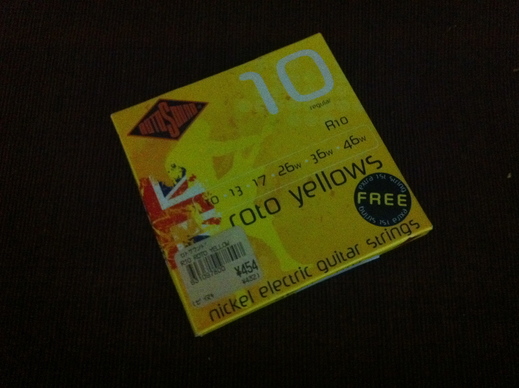 ROTOSOUND
10
regular
R10
10 · 13 · 17 · 26w · 36w · 46w
roto yellows
FREE
¥454
nickel electric guitar strings